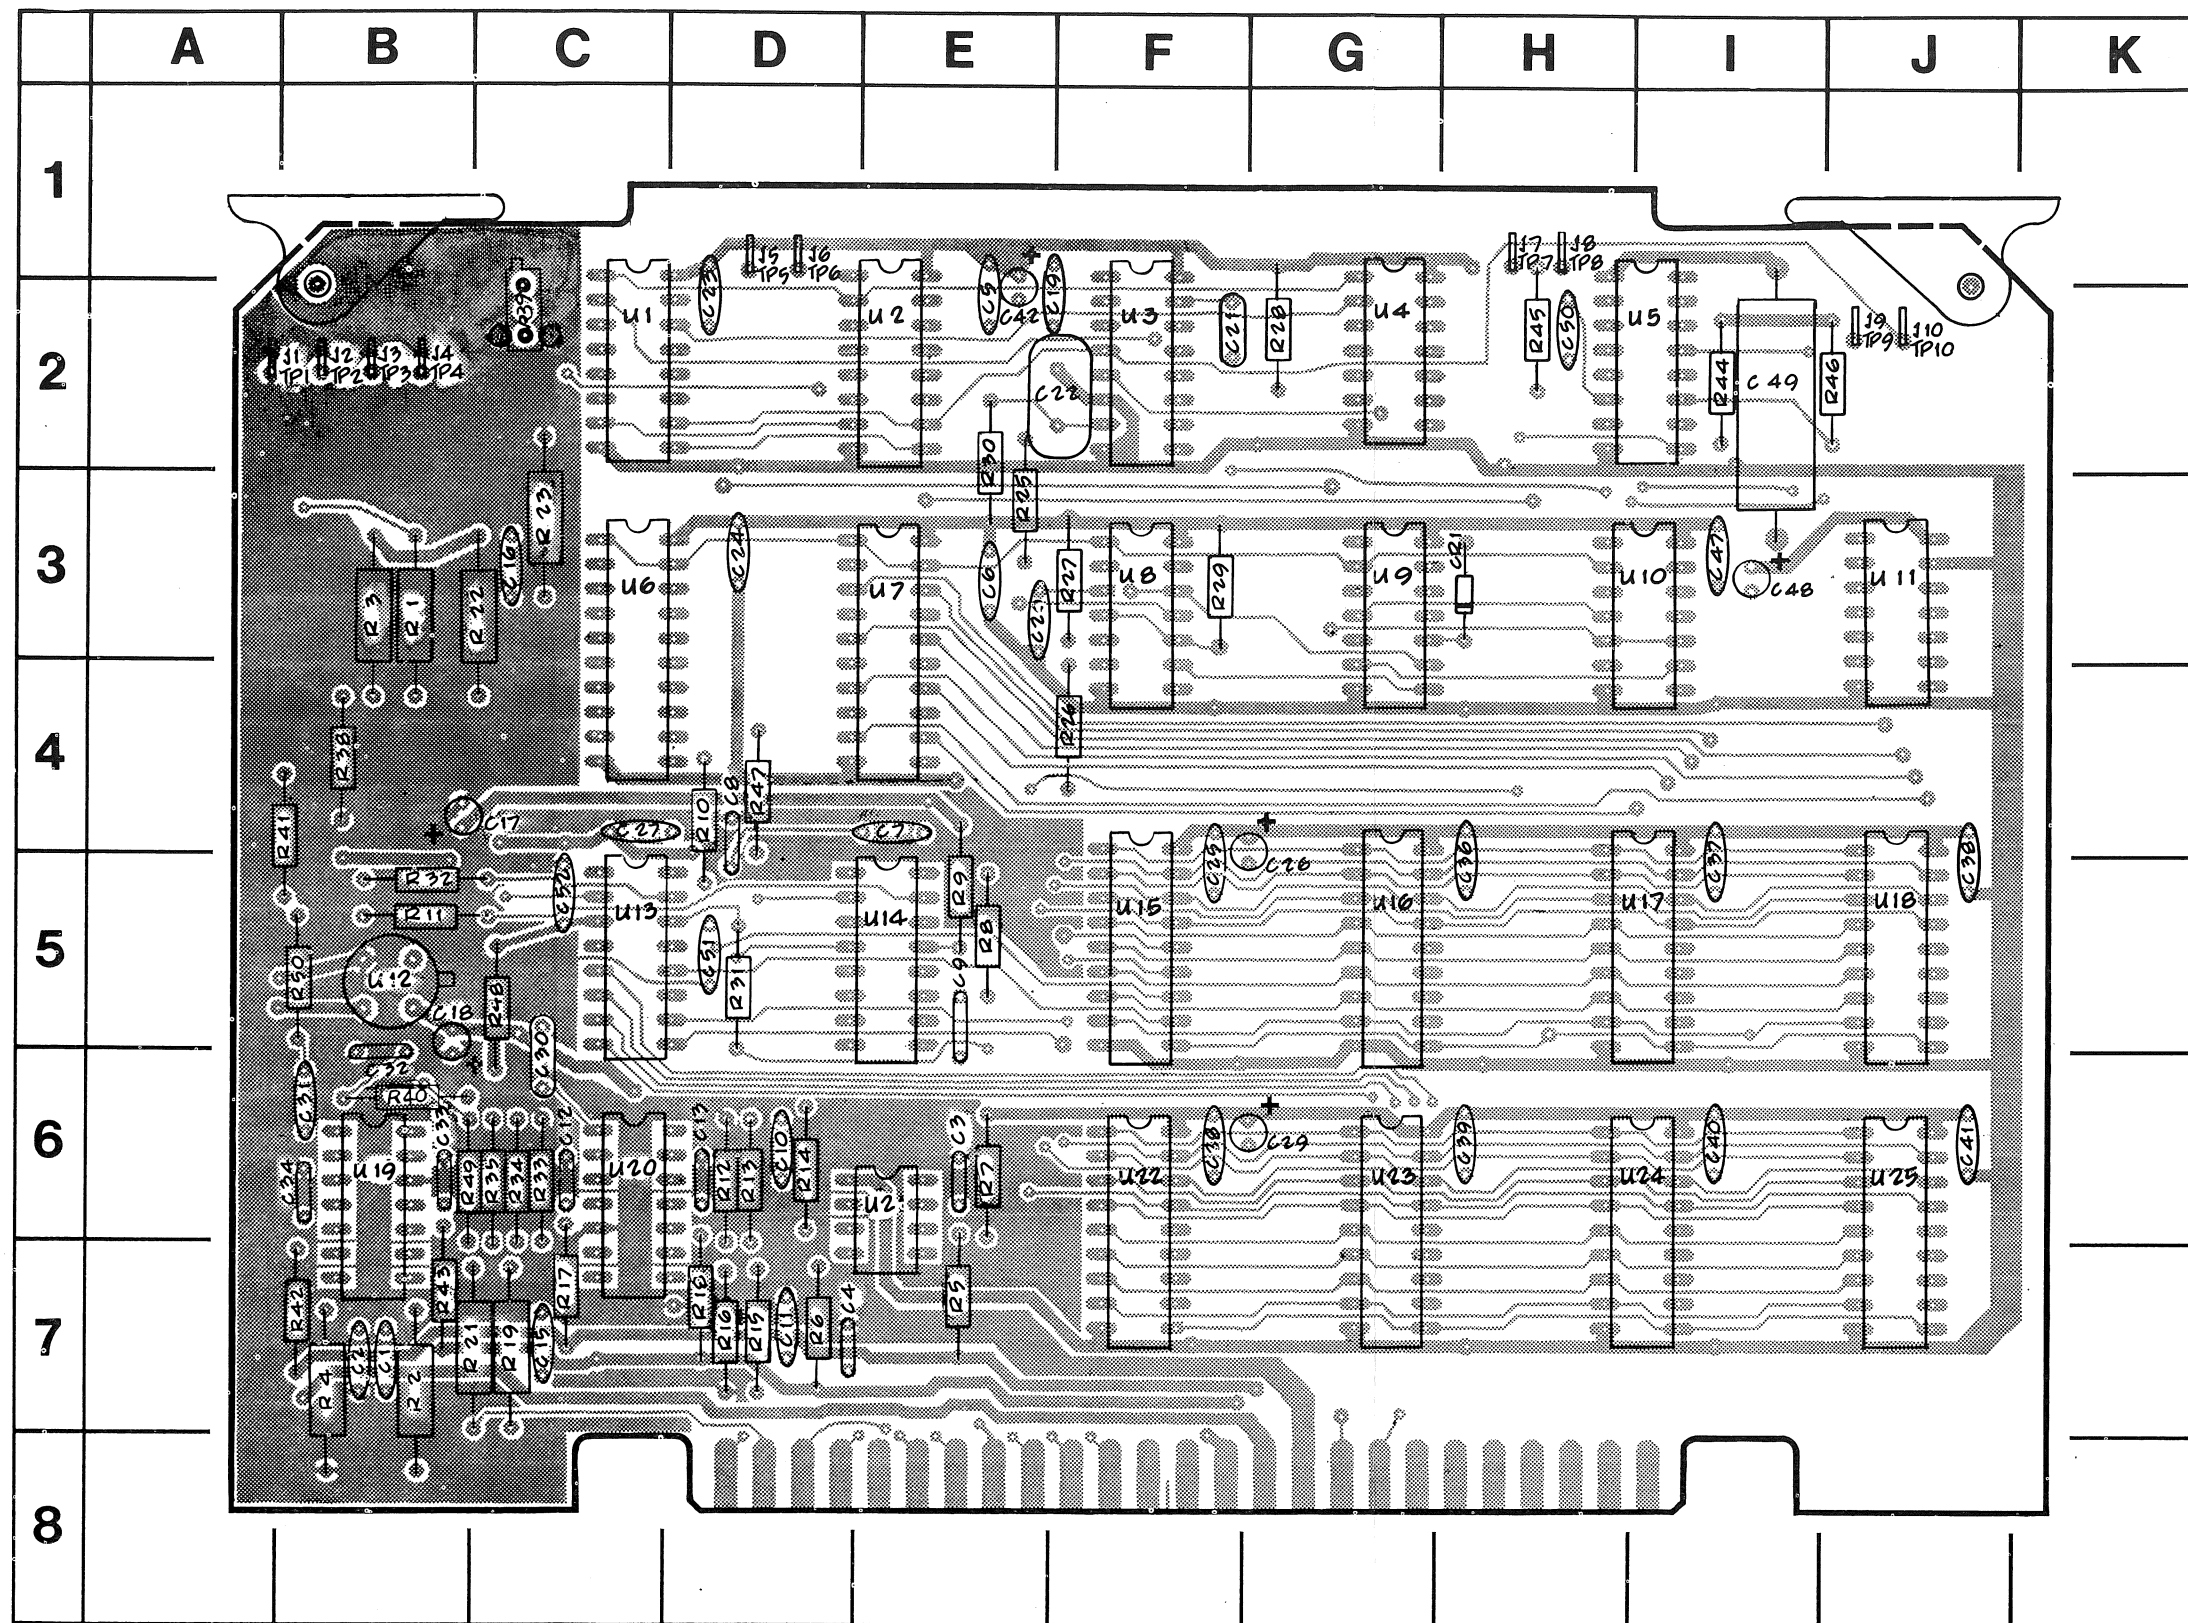 A B C D E F G H I J K
1
J5 J6 J7 J8
TP5 TP6 TP7 TP8
C23 C5 C19 R39
U1 U2 C42 U3 C21 R28 U4 R45 C50 U5 J9 J10
TP9 TP10
J1 J2 J3 J4
TP1 TP2 TP3 TP4
2
C22 R44 C49 R46
R30 R25
R23
3
C16 C24 C6 R27 U8 R29 U9 CR1 U10 C47 C48 U11
R3 R1 R22 U6 U7
R26
4
R38
R10 C8 R47
R41 C17 C27 C7 C28
C36 C37 C38
R32 C52 R9
R11 U13 U14 R8 U15 U16 U17 U18
5
R50 U12 R48 C51 R31 C9
C18
C30
C32
C31 R40
6
C33 C12 C13 C10 R14 C3 C29 C39 C40 C41
C34 U19 R49 R35 R34 R33 U20 R12 R13 R7 U22 U23 U24 U25
U2
R42 R43 R17 R18 C4 R5
7
R21 R19 C15 R16 R15 C11 R6
R4 C2 C1 R2
8